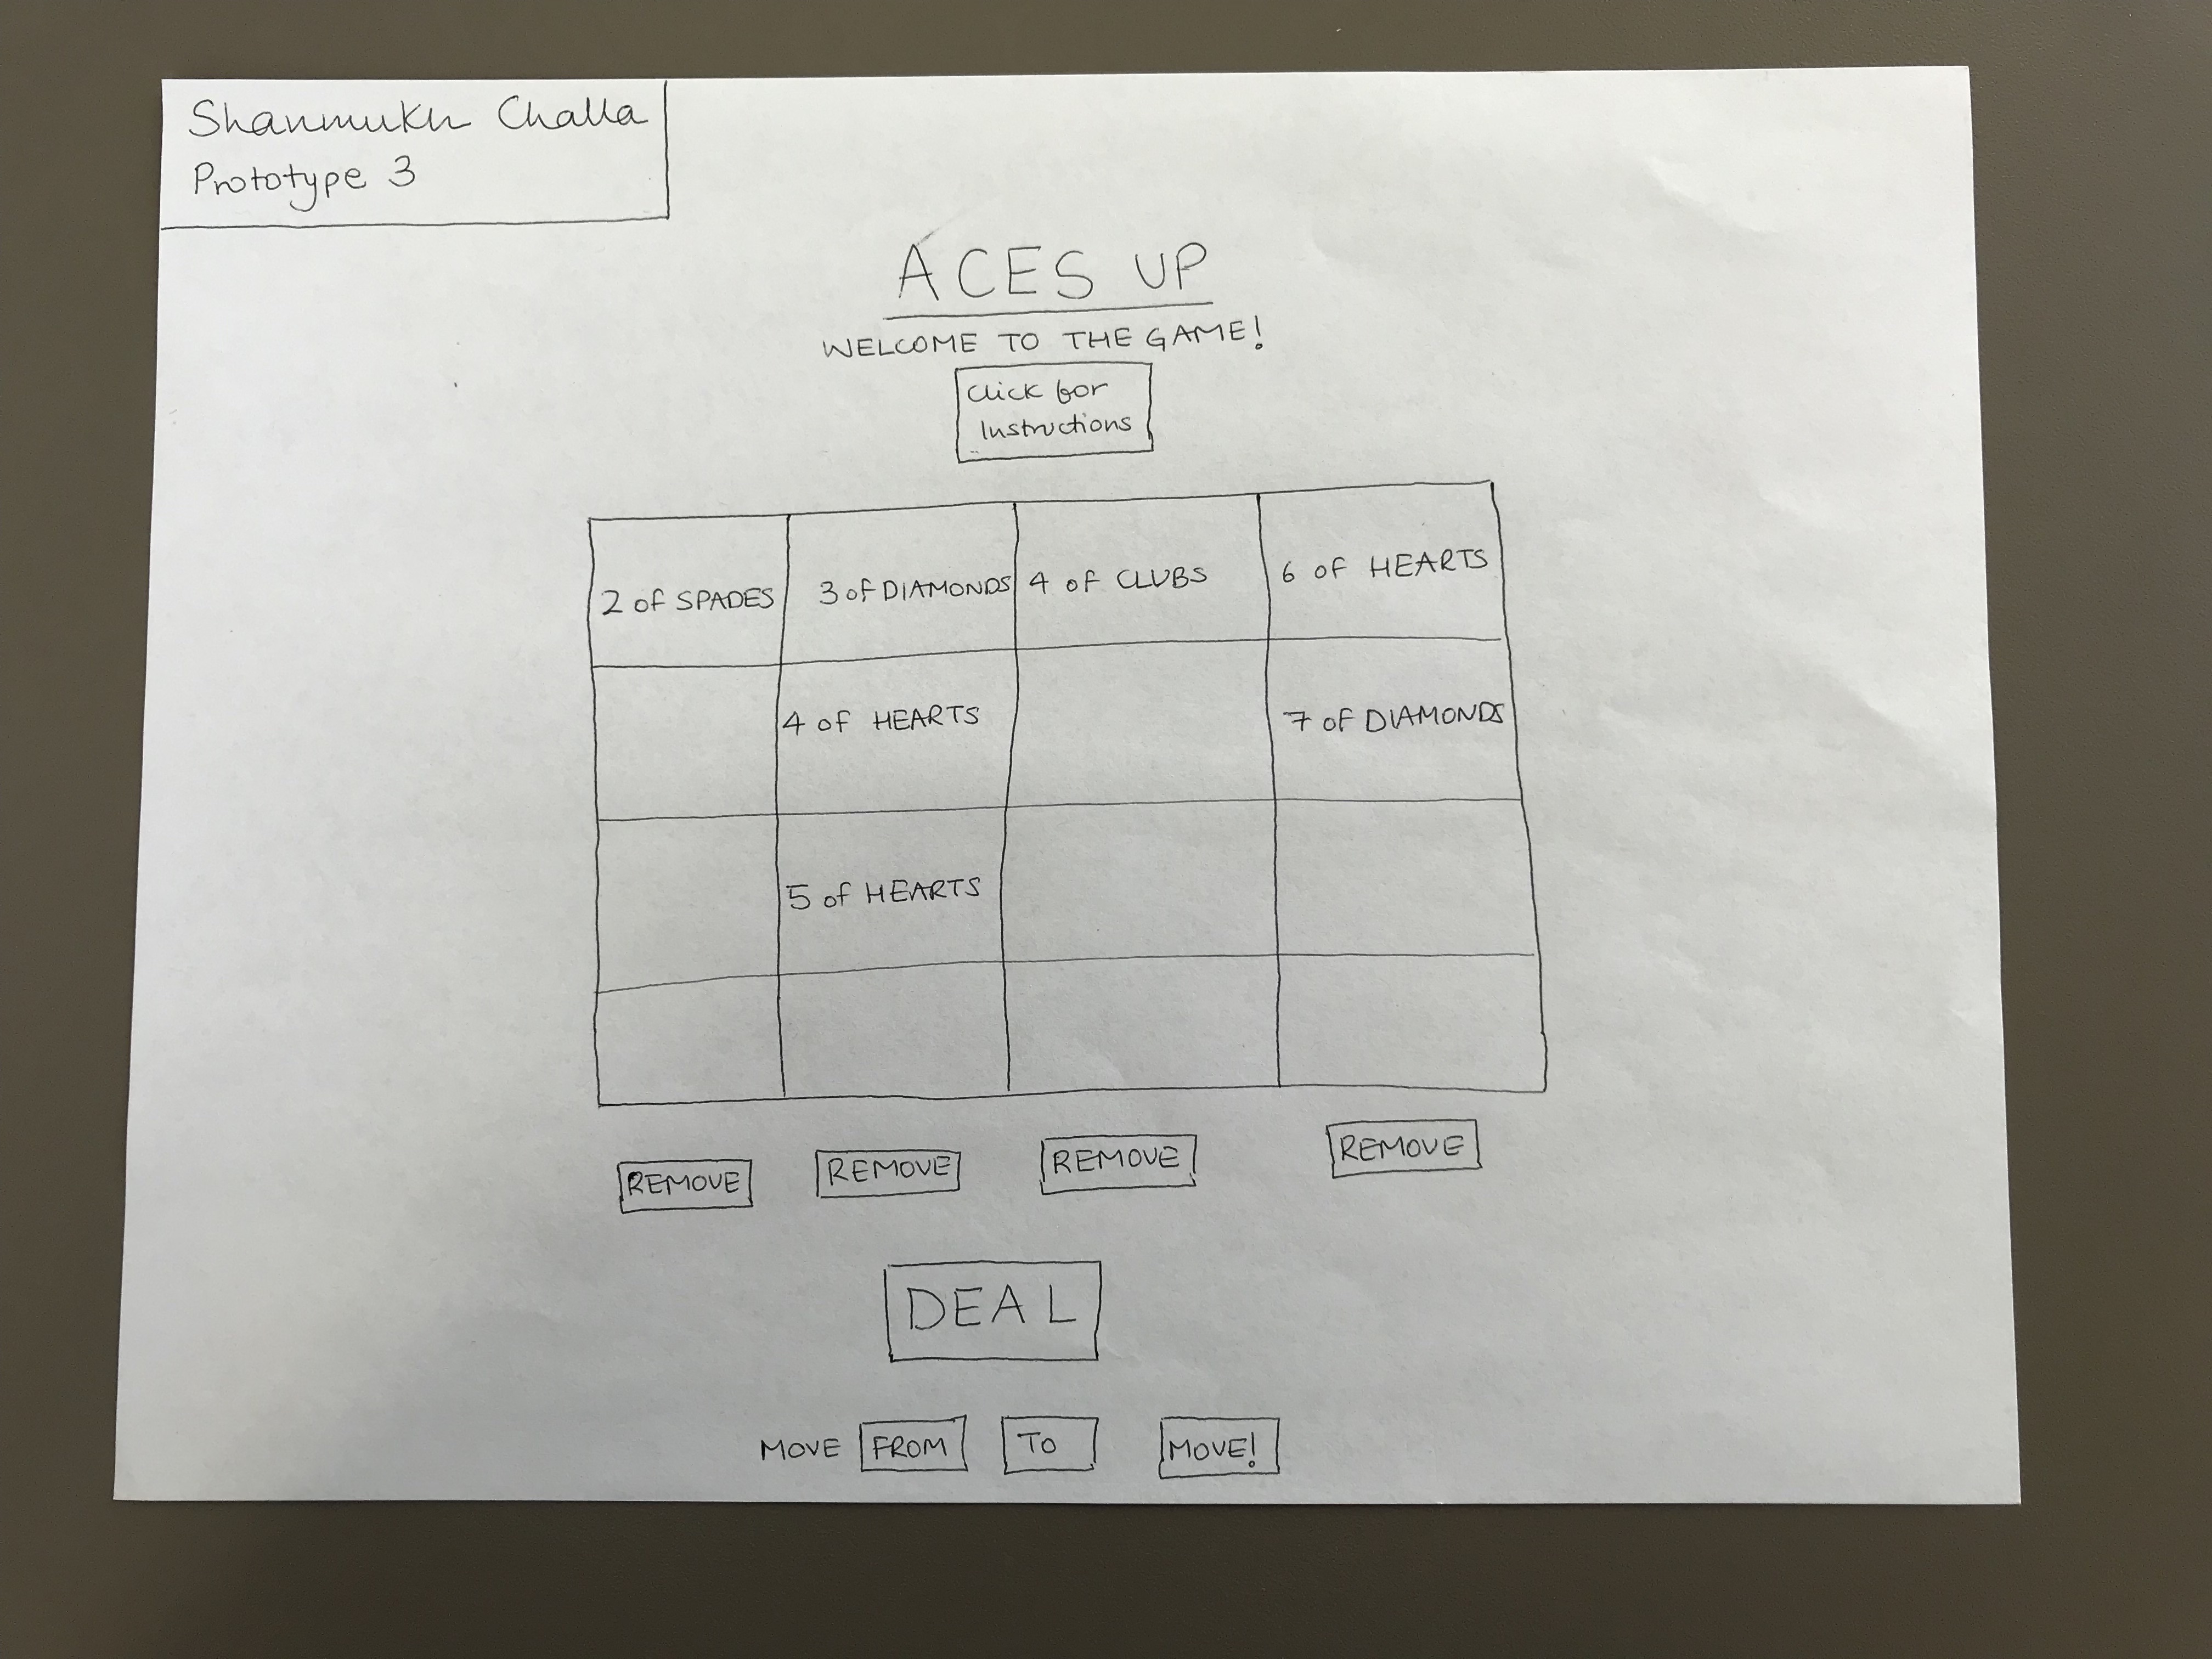 Shanmukh Challa
Prototype 3
ACES UP
WELCOME TO THE GAME!
Click for
Instructions
2 of SPADES 3 of DIAMONDS 4 of CLUBS 6 OF HEARTS
4 of HEARTS 7 OF DIAMONDS
5 of HEARTS
REMOVE REMOVE REMOVE REMOVE
DEAL
MOVE FROM TO MOVE!